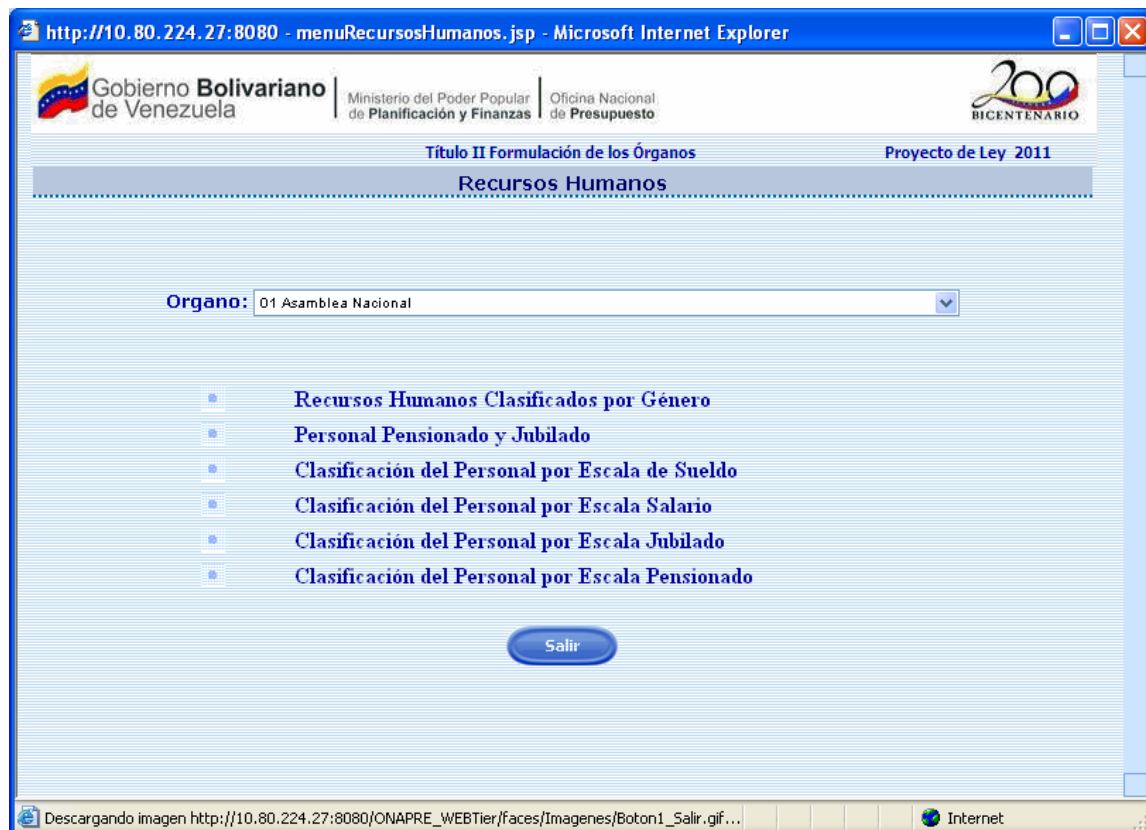 http://10.80.224.27:8080 - menuRecursosHumanos.jsp - Microsoft Internet Explorer
Gobierno Bolivariano
de Venezuela
Ministerio del Poder Popular
de Planificación y Finanzas
Oficina Nacional
de Presupuesto
200
BICENTENARIO
Título II Formulación de los Órganos
Proyecto de Ley 2011
Recursos Humanos
Organo: 01 Asamblea Nacional
Recursos Humanos Clasificados por Género
Personal Pensionado y Jubilado
Clasificación del Personal por Escala de Sueldo
Clasificación del Personal por Escala Salario
Clasificación del Personal por Escala Jubilado
Clasificación del Personal por Escala Pensionado
Salir
Descargando imagen http://10.80.224.27:8080/ONAPRE_WEBTier/faces/Imagenes/Boton1_Salir.gif...
Internet